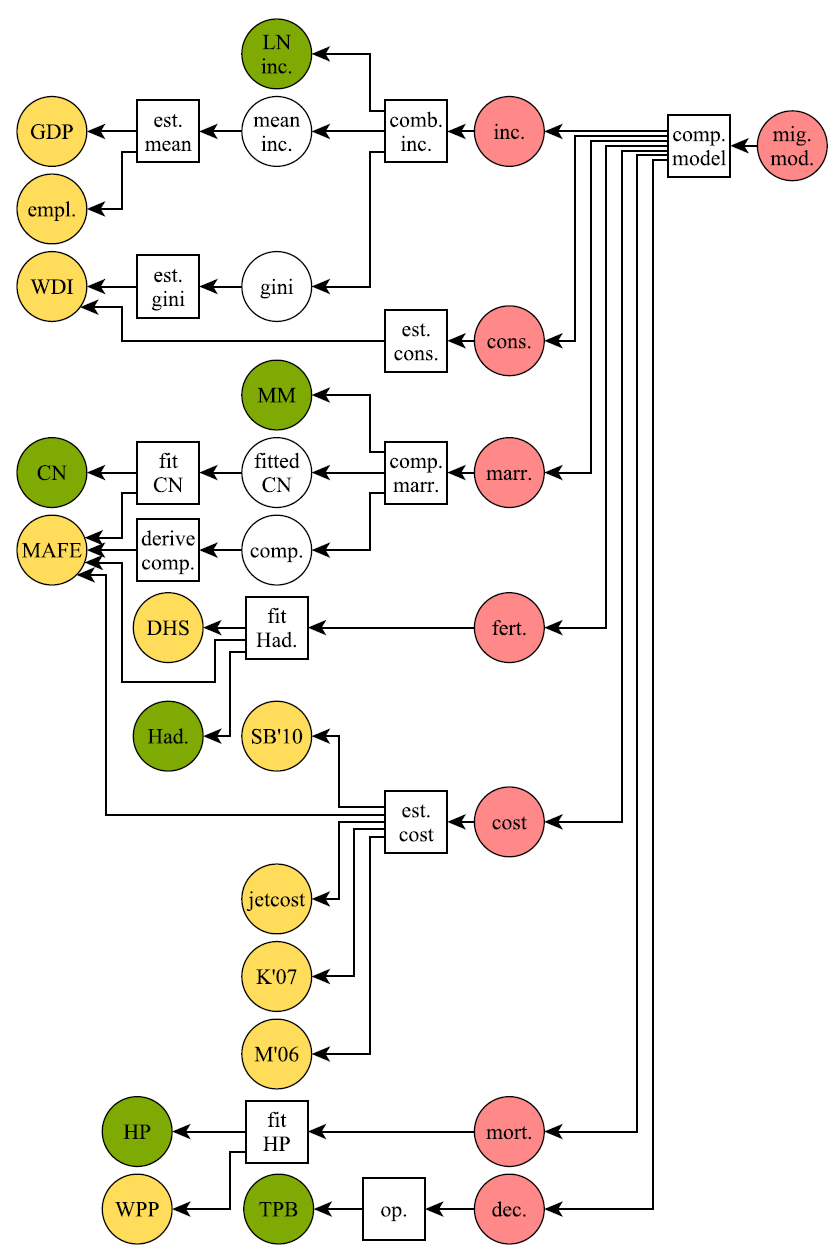 LN
inc.
GDP
est.
mean
mean
inc.
comb.
inc.
inc.
comp.
model
mig.
mod.
empl.
WDI
est.
gini
gini
est.
cons.
cons.
MM
CN
fit
CN
fitted
CN
comp.
marr.
marr.
MAFE
derive
comp.
comp.
DHS
fit
Had.
fert.
Had.
SB'10
est.
cost
cost
jetcost
K'07
M'06
HP
fit
HP
mort.
WPP
TPB
op.
dec.